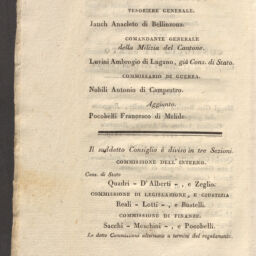 TESORIERE GENERALE.
Jauch Anacleto di Bellinzona.
COMANDANTE GENERALE
della Milizia del Cantone.
Luvini Ambrogio di Lugano, già Cons. di Stato.
COMMISSARIO DI GUERRA.
Nobili Antonio di Campestro.
Aggiunto.
Pocobelli Francesco di Melide.
Il suddetto Consiglio è diviso in tre Sezioni.
COMMISSIONE DELL'INTERNO.
Cons. di Stato
Quadri -, D'Alberti -, e Zeglio.
COMMISSIONE DI LEGISLAZIONE, E GIUSTIZIA
Reali -, Lotti -, e Rustelli.
COMMISSIONE DI FINANZE.
Sacchi -, Meschini -, e Pocobelli.
Le dette Commissioni alternano a termini del regolamento.